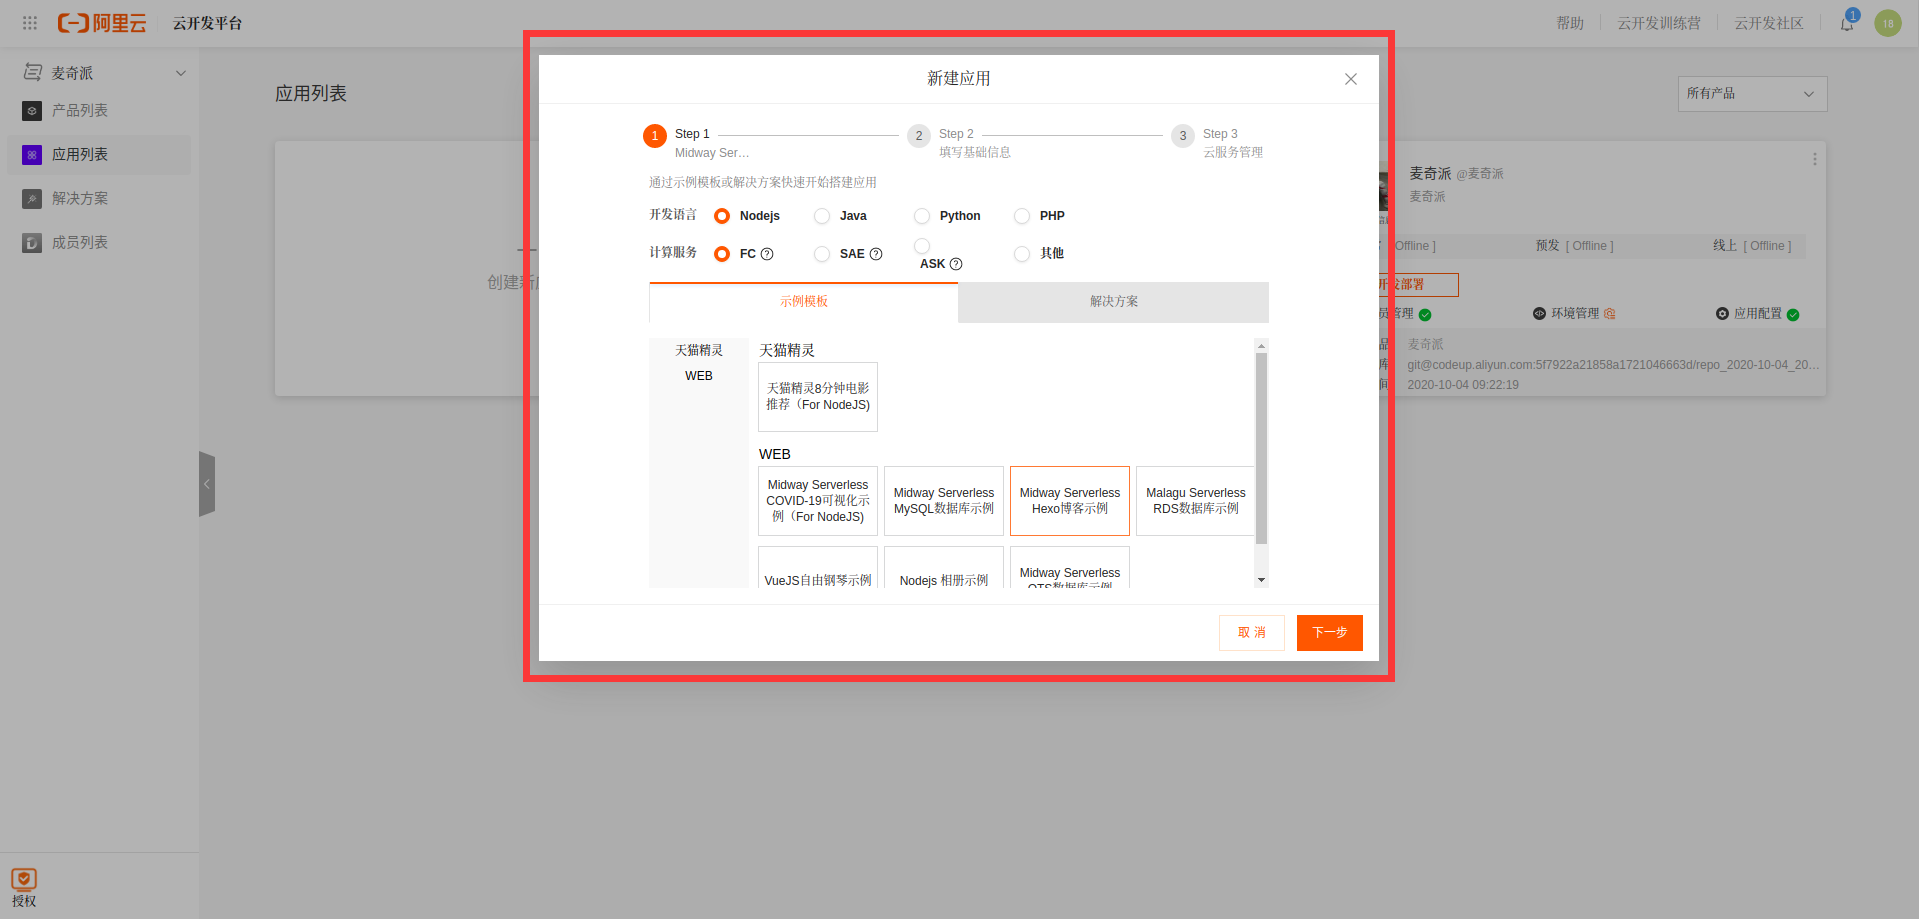 阿里云 云开发平台
帮助 云开发训练营 云开发社区 1 18
麦奇派
产品列表
应用列表
解决方案
成员列表
授权
应用列表
所有产品
创建新
新建应用
1 Step 1
Midway Ser…
2 Step 2
填写基础信息
3 Step 3
云服务管理
通过示例模板或解决方案快速开始搭建应用
开发语言 Nodejs Java Python PHP
计算服务 FC SAE ASK 其他
示例模板 解决方案
天猫精灵
WEB
天猫精灵
天猫精灵8分钟电影
推荐（For NodeJS)
WEB
Midway Serverless
COVID-19可视化示
例（For NodeJS)
Midway Serverless
MySQL数据库示例
Midway Serverless
Hexo博客示例
Malagu Serverless
RDS数据库示例
VueJS自由钢琴示例
Nodejs 相册示例
Midway Serverless
OTS数据库示例
取 消 下一步
麦奇派 @麦奇派
麦奇派
Offline ] 预发 [ Offline ] 线上 [ Offline ]
开发部署
员管理 环境管理 应用配置
品 麦奇派
库 git@codeup.aliyun.com:5f7922a21858a1721046663d/repo_2020-10-04_20…
间 2020-10-04 09:22:19